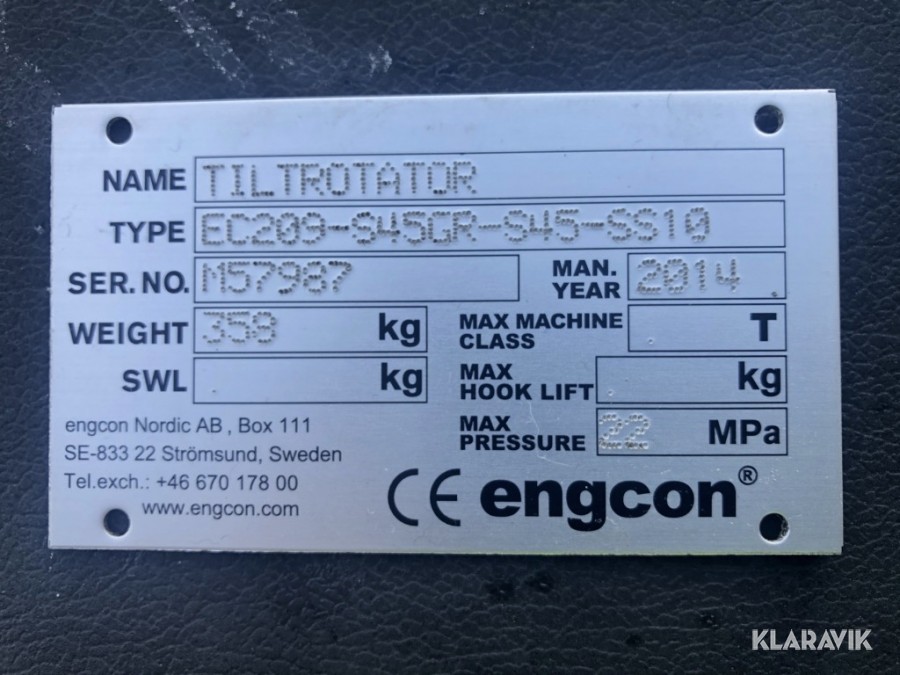 NAME TILTROTATOR
TYPE EC209-S45GR-S45-SS10
SER. NO. M57987 MAN. YEAR 2014
WEIGHT 358 kg MAX MACHINE CLASS T
SWL kg MAX HOOK LIFT kg
MAX PRESSURE 22 MPa
engcon Nordic AB , Box 111
SE-833 22 Strömsund, Sweden
Tel.exch.: +46 670 178 00
www.engcon.com
CE engcon®
KLARAVIK